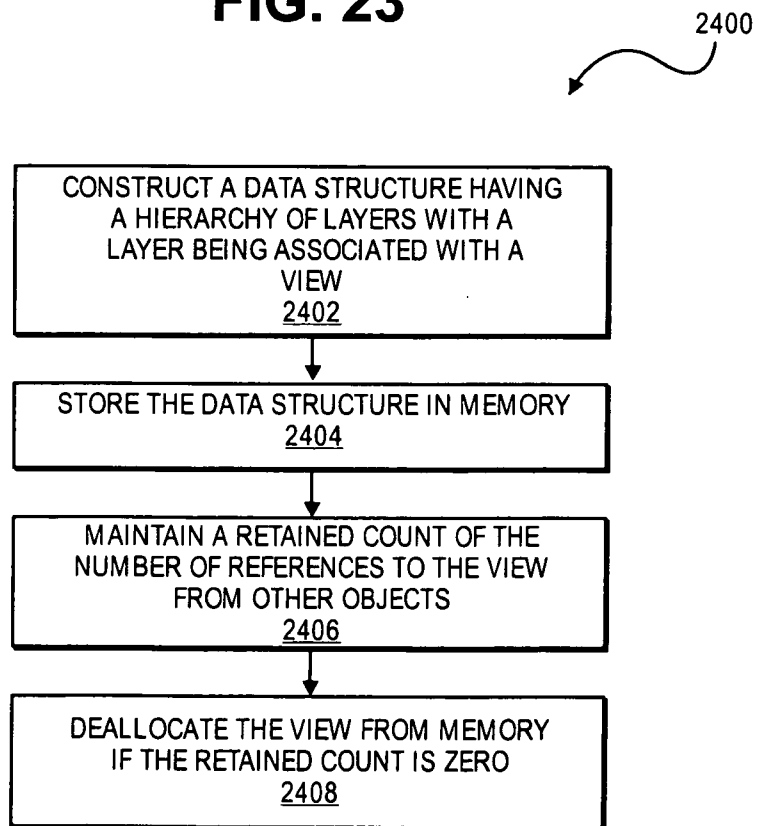 FIG. 23
2400
CONSTRUCT A DATA STRUCTURE HAVING
A HIERARCHY OF LAYERS WITH A
LAYER BEING ASSOCIATED WITH A
VIEW
2402
STORE THE DATA STRUCTURE IN MEMORY
2404
MAINTAIN A RETAINED COUNT OF THE
NUMBER OF REFERENCES TO THE VIEW
FROM OTHER OBJECTS
2406
DEALLOCATE THE VIEW FROM MEMORY
IF THE RETAINED COUNT IS ZERO
2408